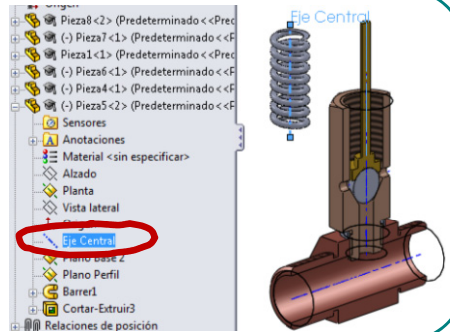 Pieza8<2> (Predeterminado<<Prec
(-) Pieza7<1> (Predeterminado<<F
Pieza1<1> (Predeterminado<<Prec
(-) Pieza6<1> (Predeterminado<<F
(-) Pieza4<1> (Predeterminado<<F
(-) Pieza5<2> (Predeterminado<<F
Sensores
Anotaciones
Material <sin especificar>
Alzado
Planta
Vista lateral
Eje Central
Plano Base 2
Plano Perfil
Barrer1
Cortar-Extruir3
Relaciones de posición
Eje Central